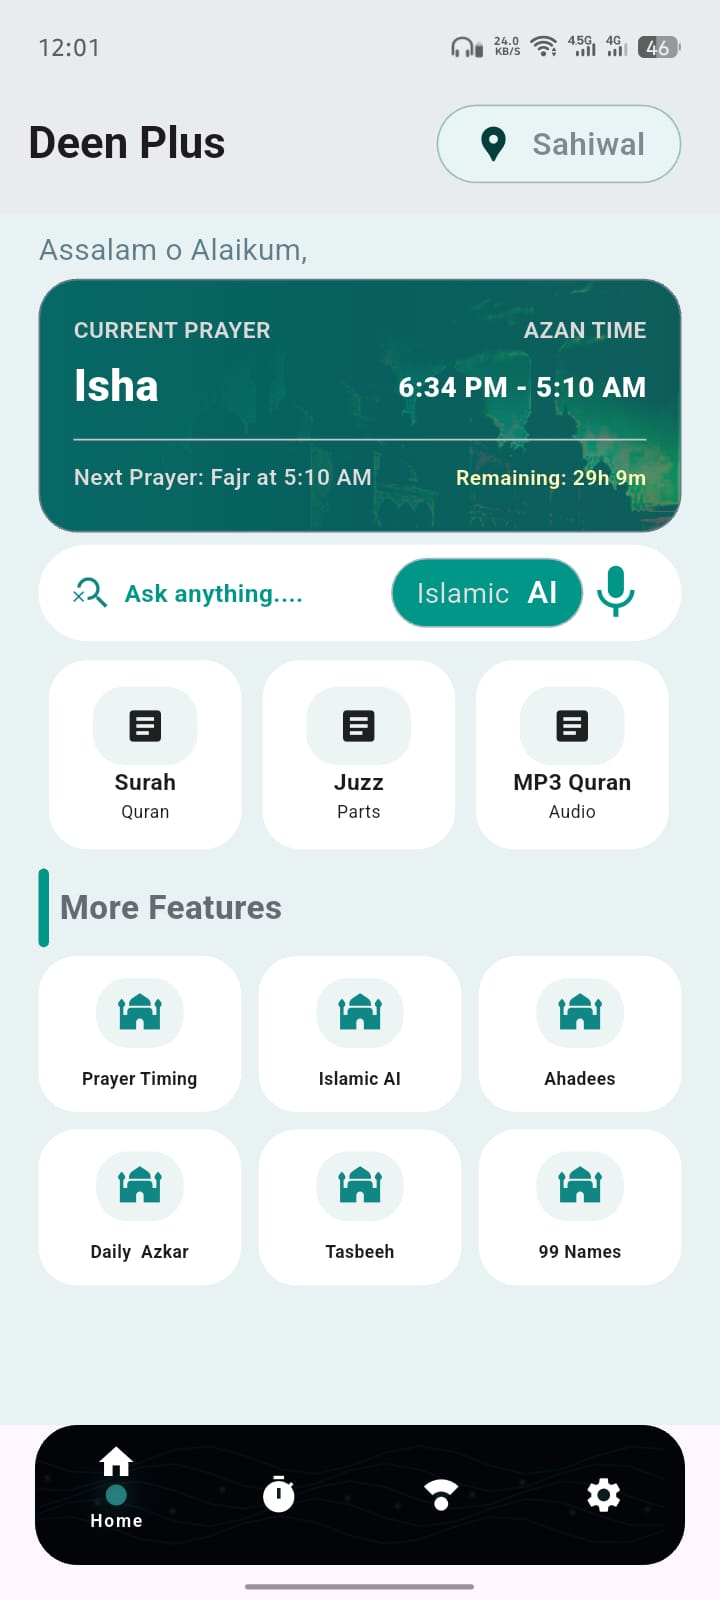 12:01
24.0 KB/S
4.5G
4G
46
Deen Plus
Sahiwal
Assalam o Alaikum,
CURRENT PRAYER
AZAN TIME
Isha
6:34 PM - 5:10 AM
Next Prayer: Fajr at 5:10 AM
Remaining: 29h 9m
Ask anything....
Islamic AI
Surah
Quran
Juzz
Parts
MP3 Quran
Audio
More Features
Prayer Timing
Islamic AI
Ahadees
Daily  Azkar
Tasbeeh
99 Names
Home